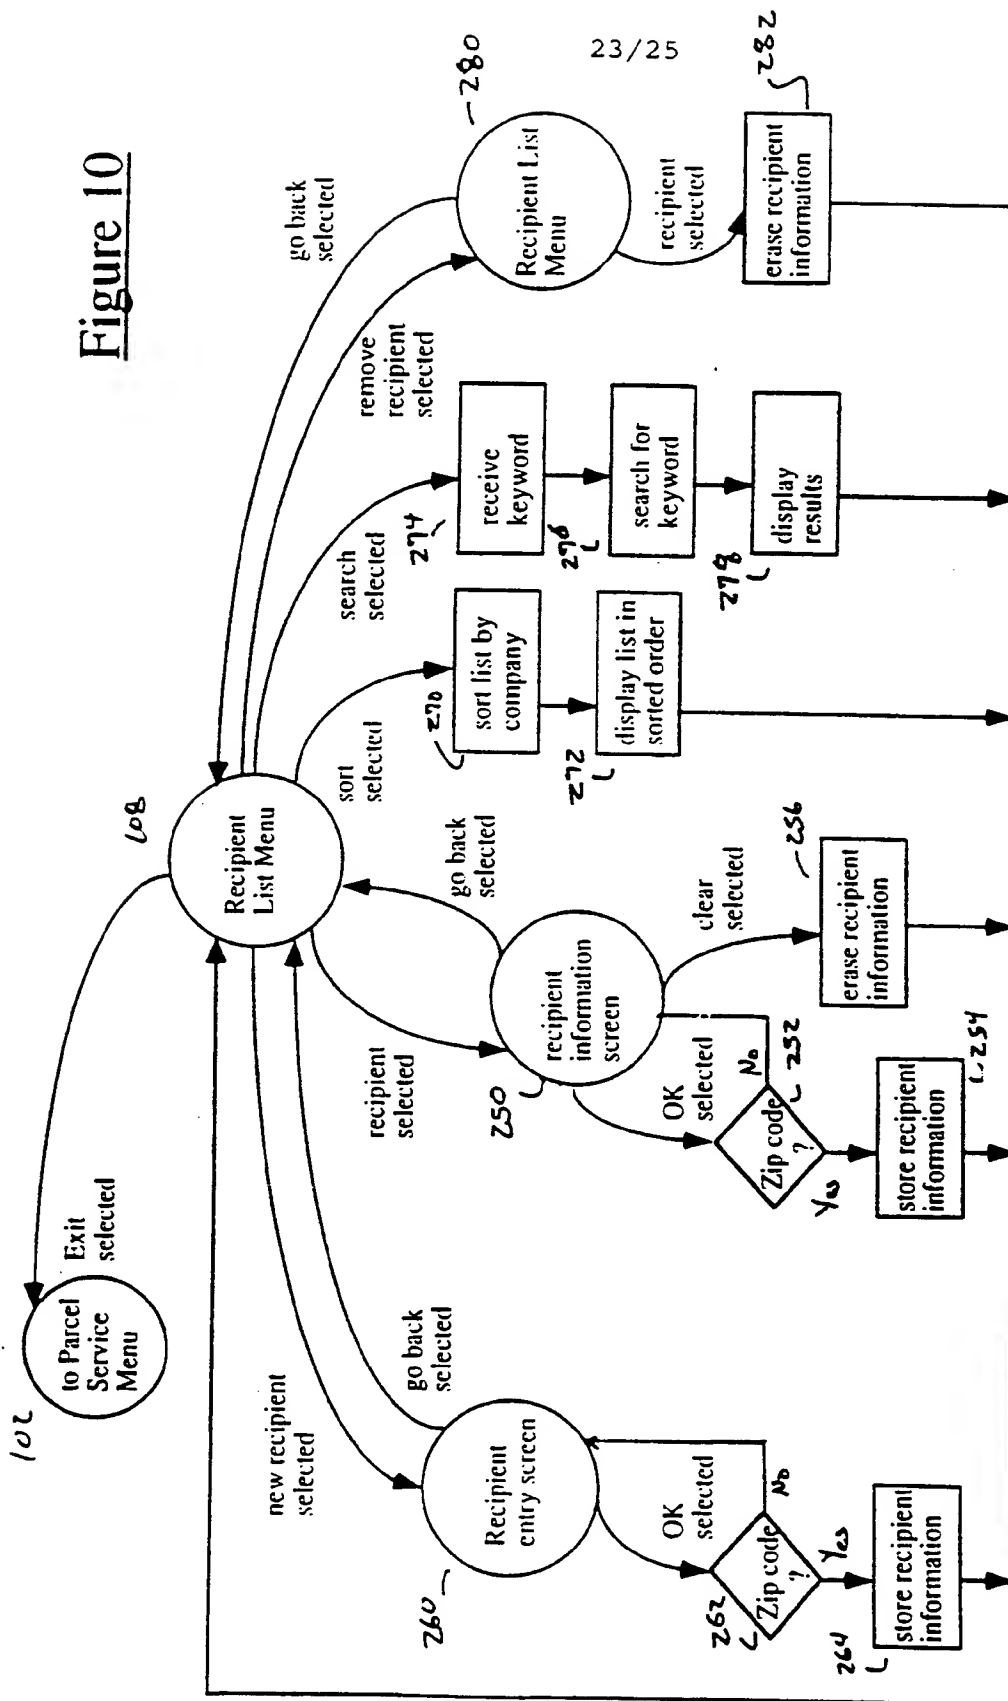 23/25
Figure 10
102
to Parcel
Service
Menu
Exit
selected
108
Recipient
List Menu
new recipient
selected
go back
selected
recipient
selected
go back
selected
sort
selected
search
selected
remove
recipient
selected
go back
selected
260
Recipient
entry screen
OK
selected
262
Zip code
?
No
Yes
264
store recipient
information
250
recipient
information
screen
OK
selected
Zip code
?
252
No
Yes
store recipient
information
254
clear
selected
256
erase recipient
information
270
sort list by
company
272
display list in
sorted order
274
receive
keyword
276
search for
keyword
278
display
results
280
Recipient List
Menu
recipient
selected
282
erase recipient
information